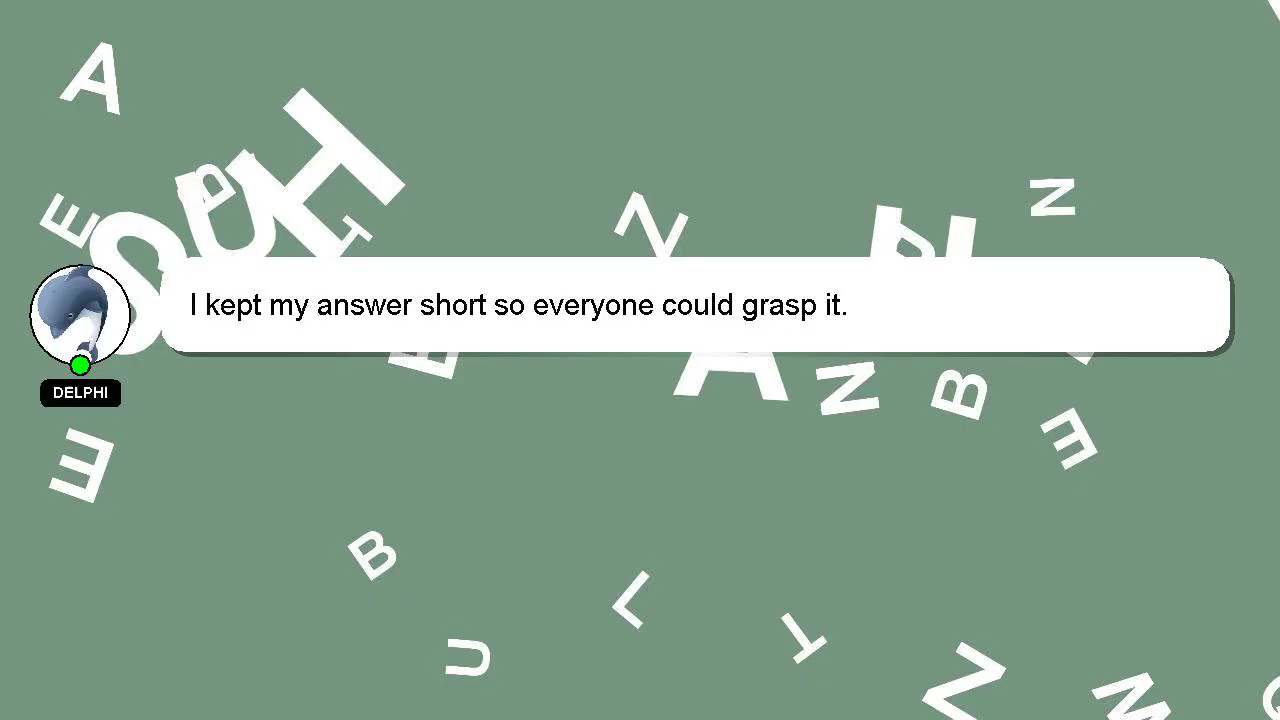 I kept my answer short so everyone could grasp it.
DELPHI
A
H
D
U
E
T
Z
N
B
A
N
B
E
E
B
L
U
T
Z
M